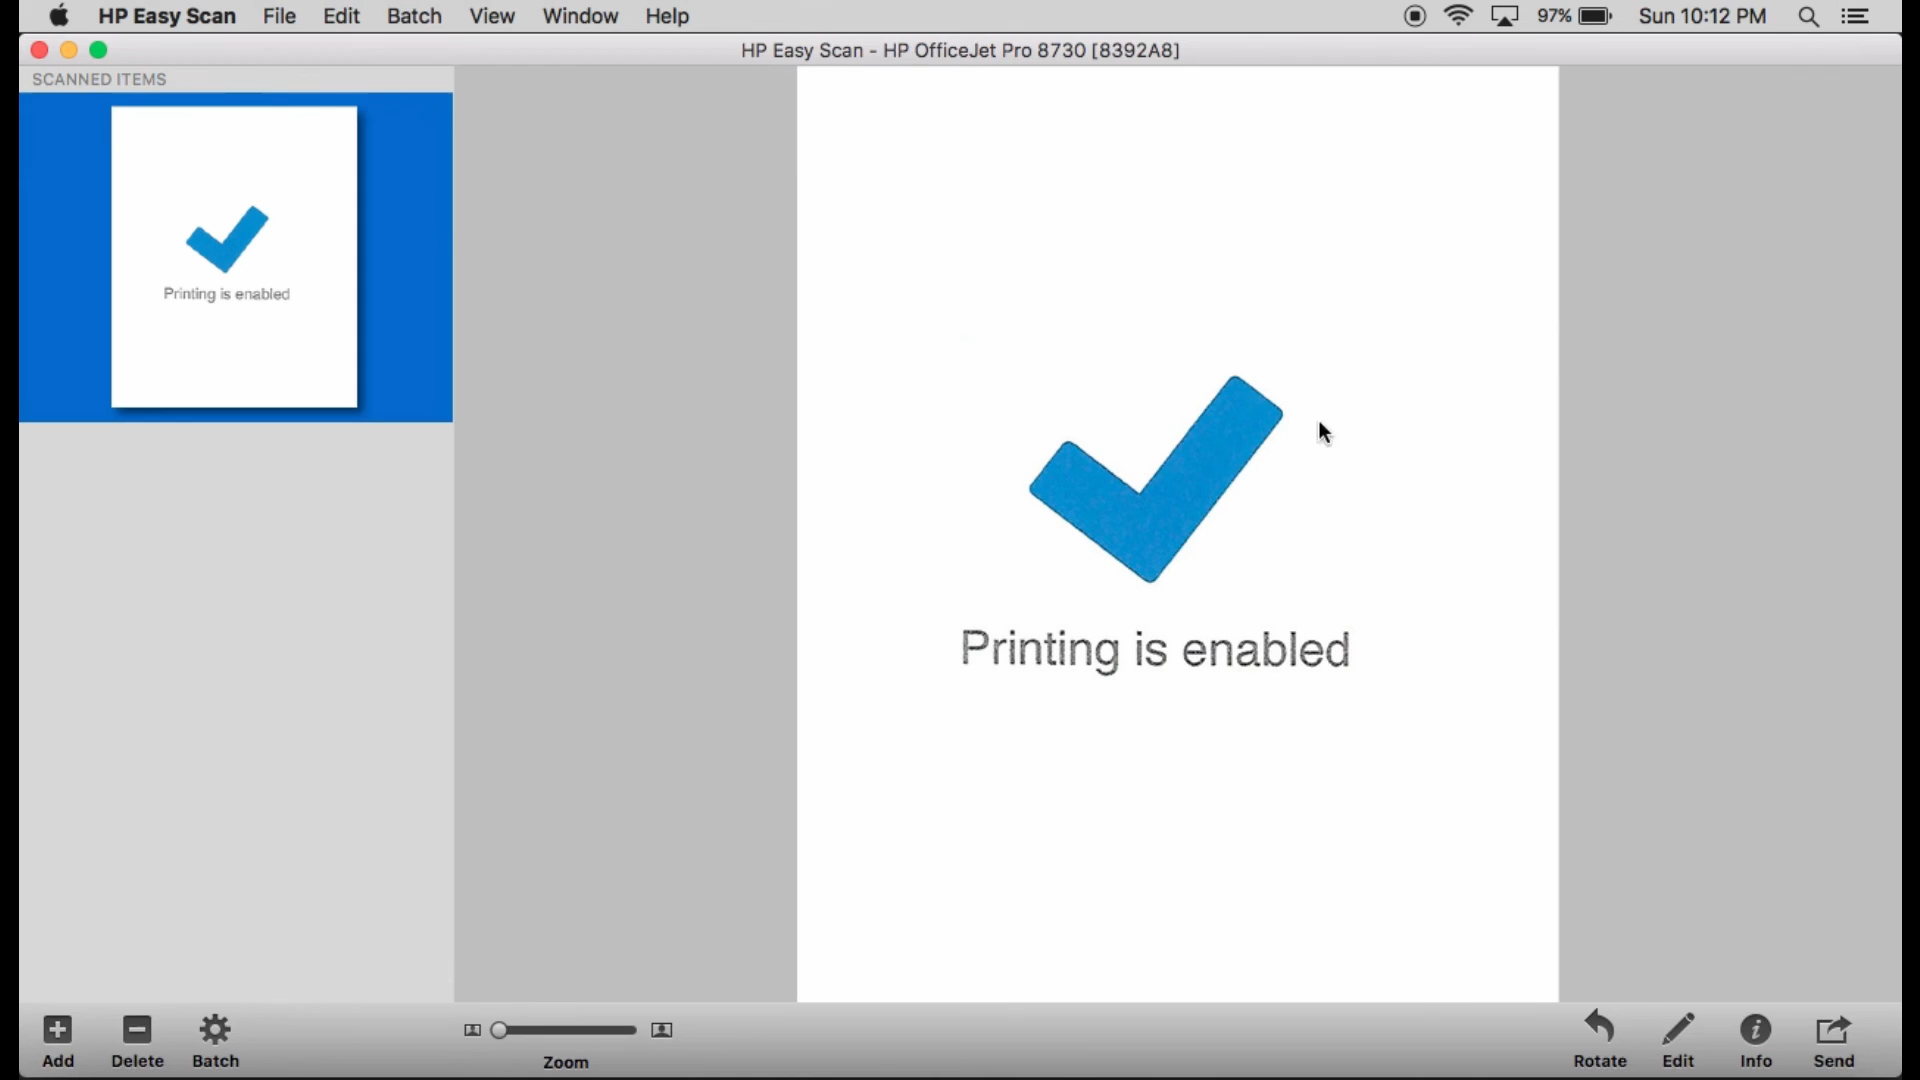 HP Easy Scan File Edit Batch View Window Help 97% Sun 10:12 PM
HP Easy Scan - HP OfficeJet Pro 8730 [8392A8]
SCANNED ITEMS
Printing is enabled
Printing is enabled
Add Delete Batch Zoom Rotate Edit Info Send